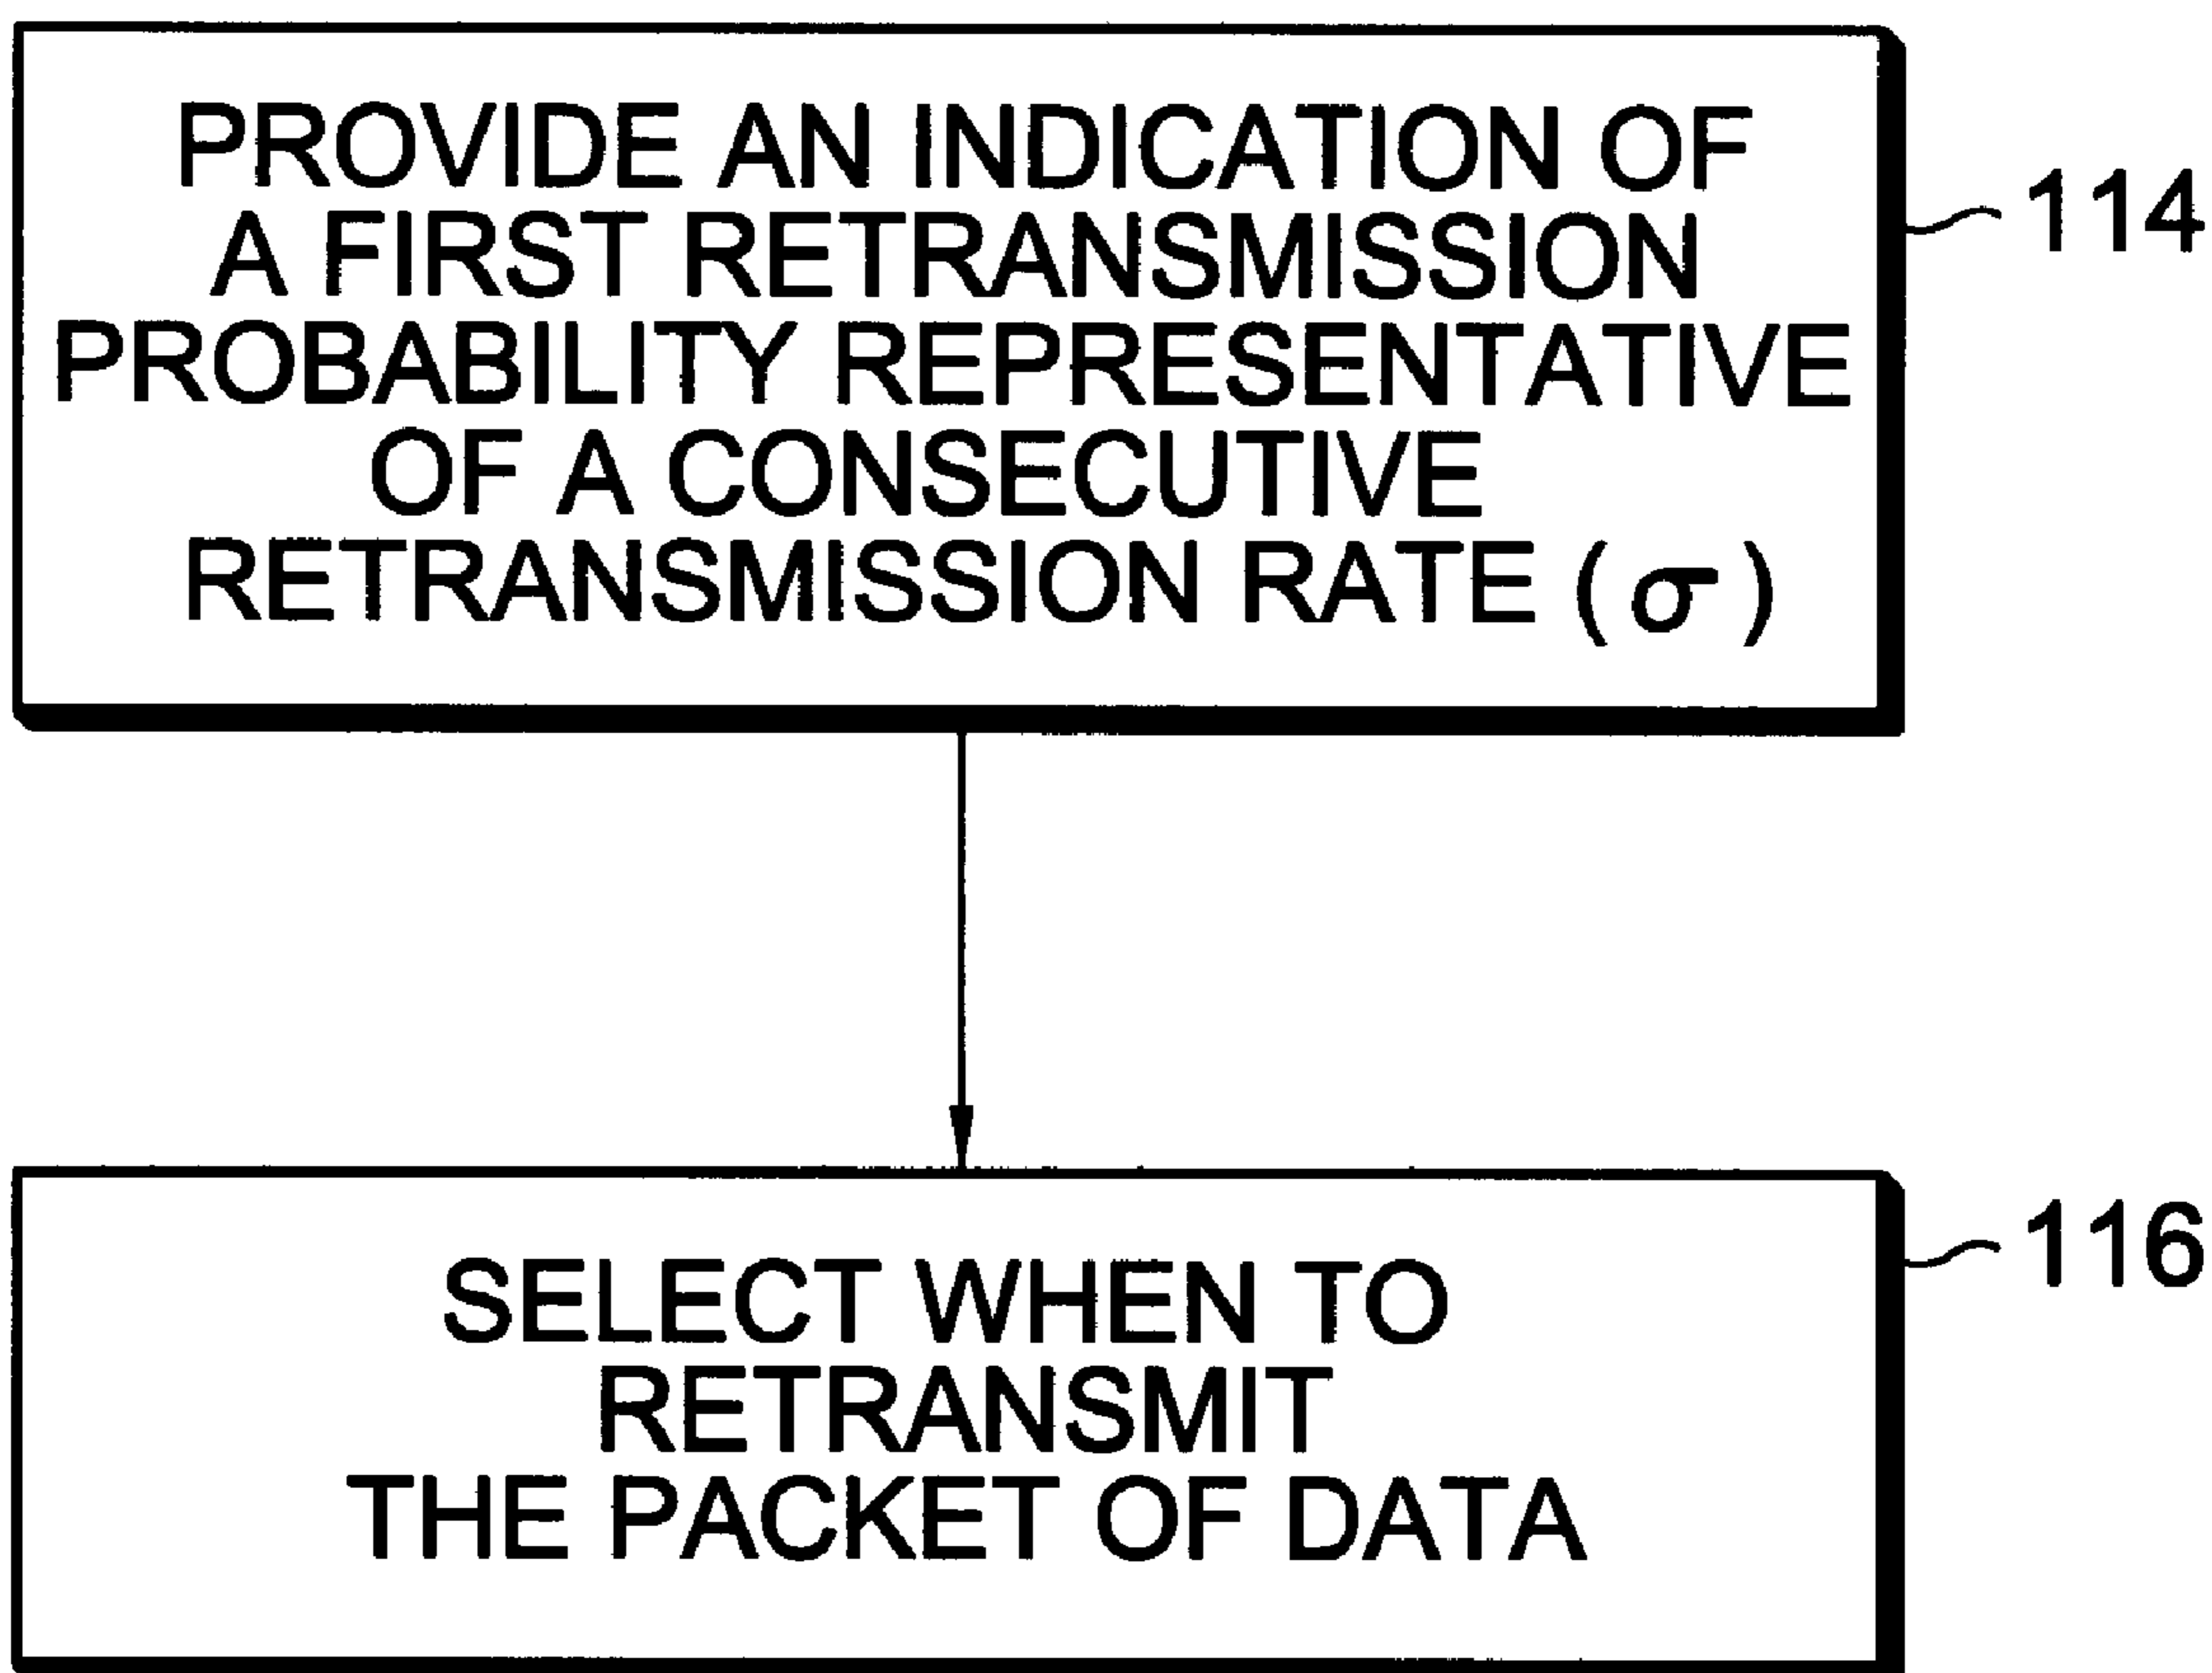 PROVIDE AN INDICATION OF
A FIRST RETRANSMISSION
PROBABILITY REPRESENTATIVE
OF A CONSECUTIVE
RETRANSMISSION RATE (σ)
114
SELECT WHEN TO
RETRANSMIT
THE PACKET OF DATA
116